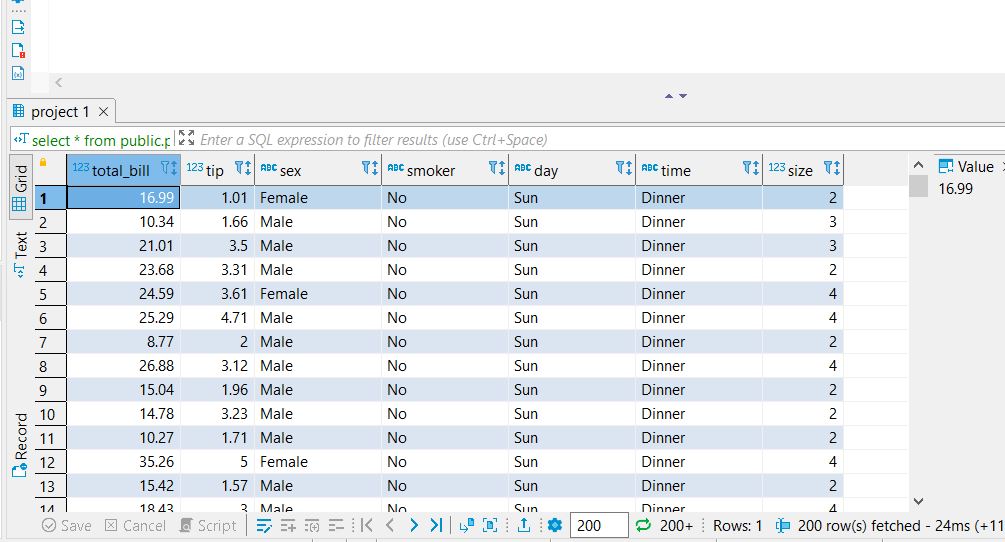 project 1
select * from public.p Enter a SQL expression to filter results (use Ctrl+Space)
Grid
Text
Record
123 total_bill 123 tip ABC sex ABC smoker ABC day ABC time 123 size
1 16.99 1.01 Female No Sun Dinner 2
2 10.34 1.66 Male No Sun Dinner 3
3 21.01 3.5 Male No Sun Dinner 3
4 23.68 3.31 Male No Sun Dinner 2
5 24.59 3.61 Female No Sun Dinner 4
6 25.29 4.71 Male No Sun Dinner 4
7 8.77 2 Male No Sun Dinner 2
8 26.88 3.12 Male No Sun Dinner 4
9 15.04 1.96 Male No Sun Dinner 2
10 14.78 3.23 Male No Sun Dinner 2
11 10.27 1.71 Male No Sun Dinner 2
12 35.26 5 Female No Sun Dinner 4
13 15.42 1.57 Male No Sun Dinner 2
14 18.43 3 Male No Sun Dinner
Value
16.99
Save Cancel Script 200 200+ Rows: 1 200 row(s) fetched - 24ms (+11